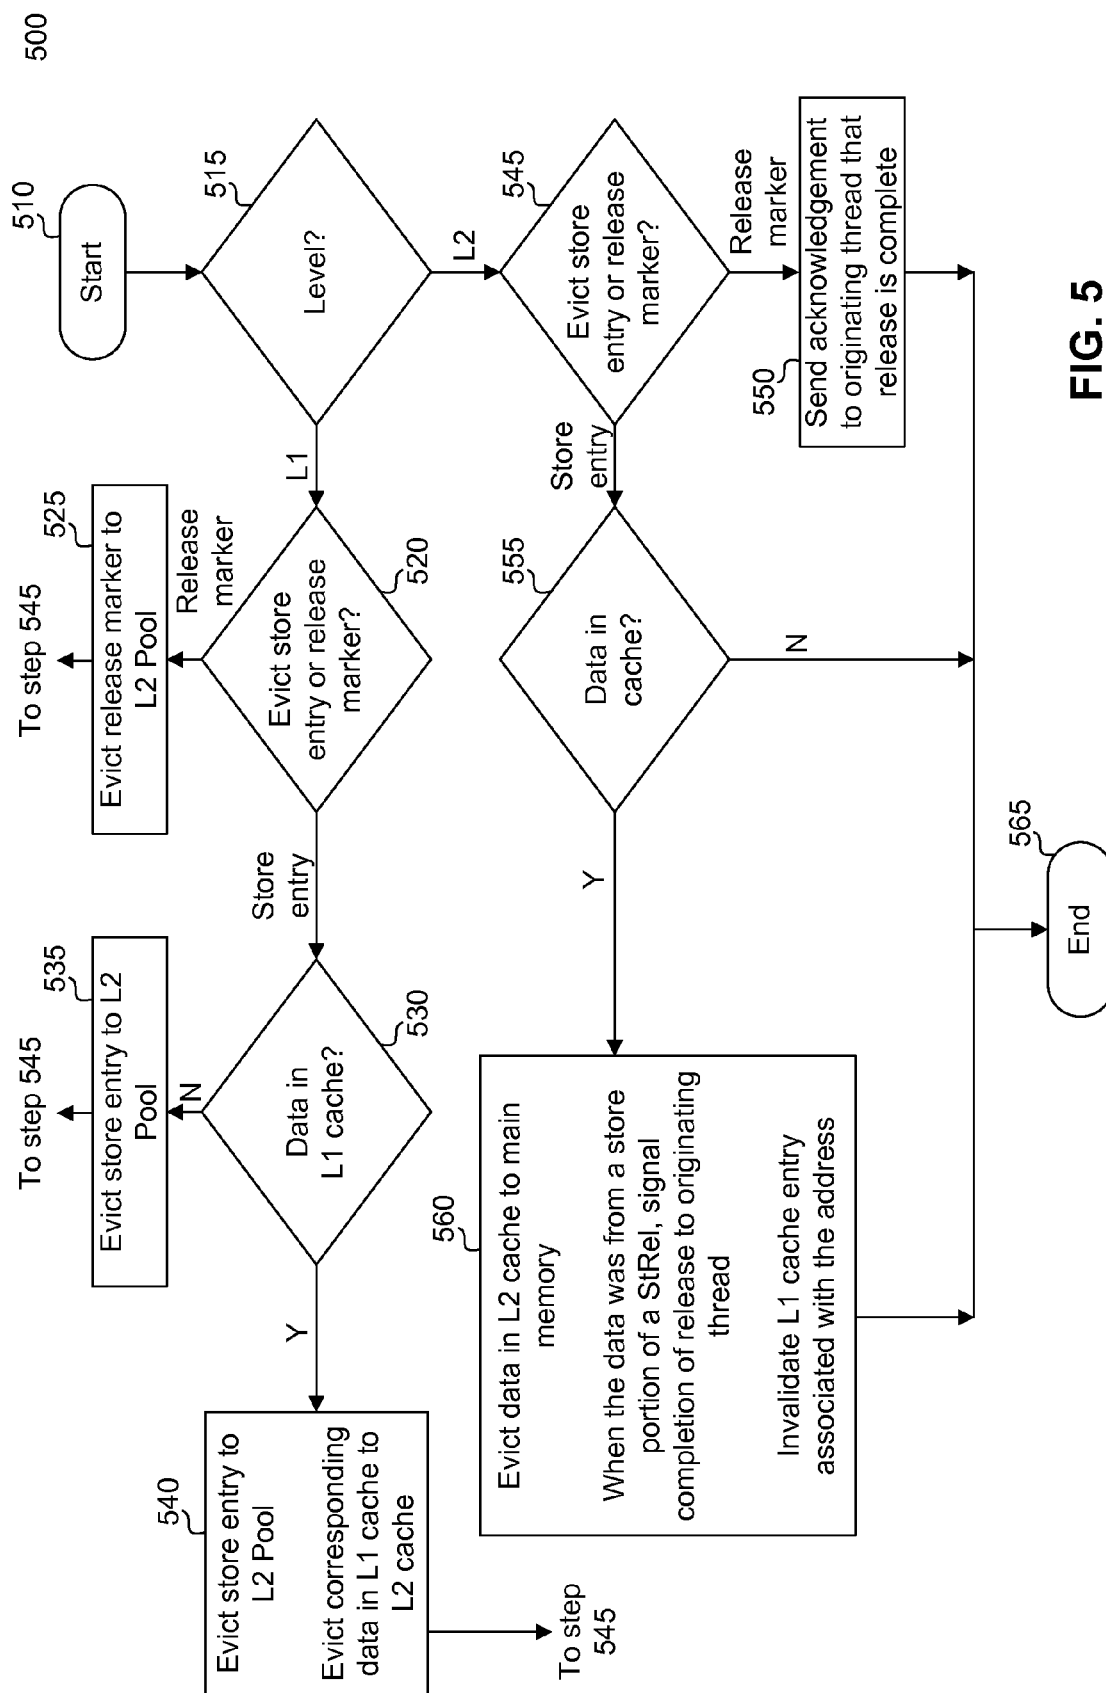 500
510
Start
515
Level?
L1
L2
520
Evict store
entry or release
marker?
Release
marker
525
Evict release marker to
L2 Pool
To step 545
Store
entry
530
Data in
L1 cache?
N
535
Evict store entry to L2
Pool
To step 545
Y
540
Evict store entry to
L2 Pool
Evict corresponding
data in L1 cache to
L2 cache
To step
545
545
Evict store
entry or release
marker?
Release
marker
550
Send acknowledgement
to originating thread that
release is complete
Store
entry
555
Data in
cache?
N
Y
560
Evict data in L2 cache to main
memory
When the data was from a store
portion of a StRel, signal
completion of release to originating
thread
Invalidate L1 cache entry
associated with the address
565
End
FIG. 5